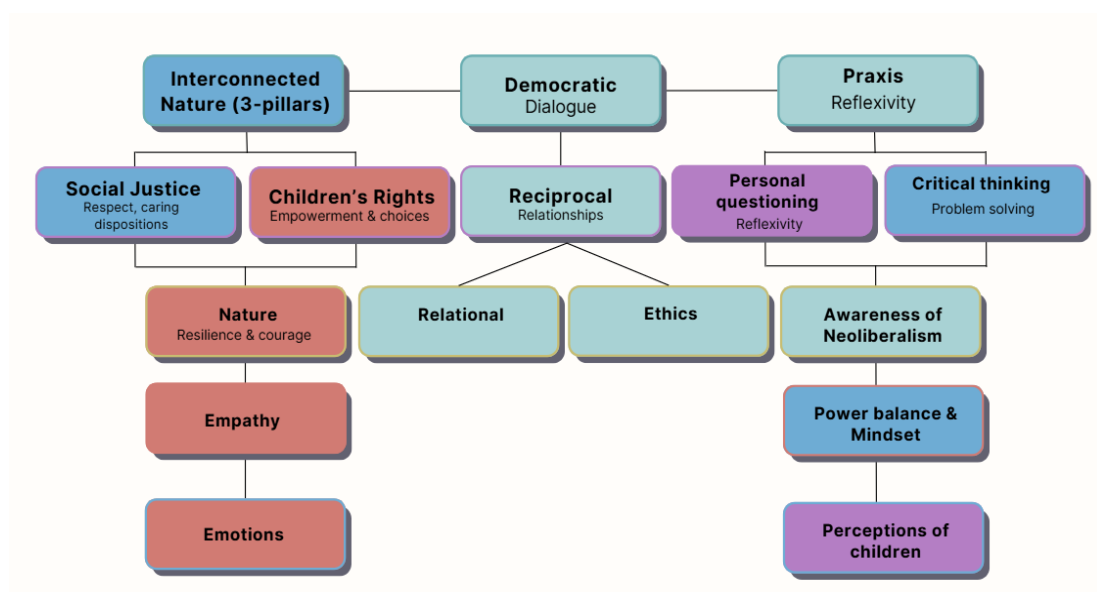 Interconnected
Nature (3-pillars)
Democratic
Dialogue
Praxis
Reflexivity
Social Justice
Respect, caring
dispositions
Children's Rights
Empowerment & choices
Reciprocal
Relationships
Personal
questioning
Reflexivity
Critical thinking
Problem solving
Nature
Resilience & courage
Relational
Ethics
Awareness of
Neoliberalism
Empathy
Power balance &
Mindset
Emotions
Perceptions of
children